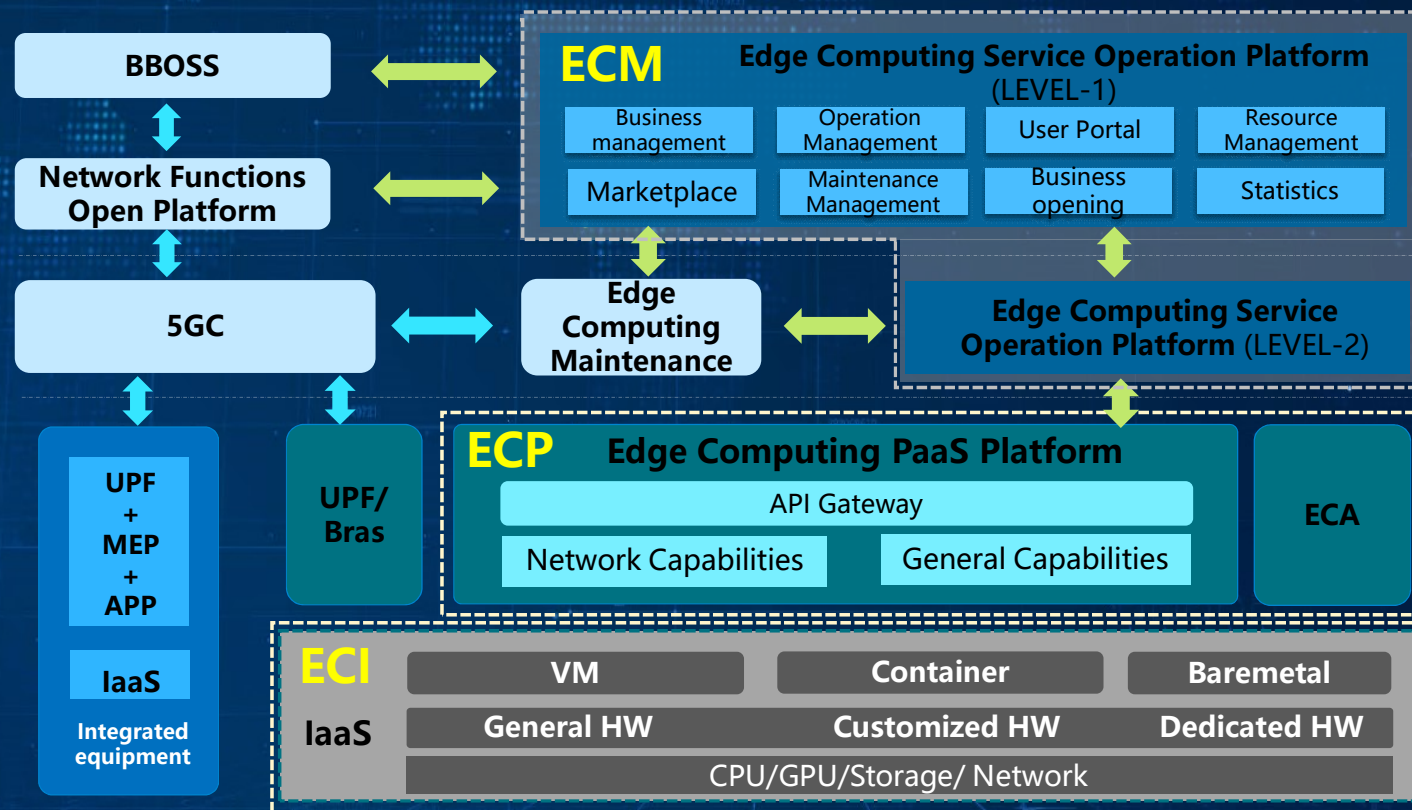 BBOSS
Network Functions
Open Platform
5GC
ECM
Edge Computing Service Operation Platform
(LEVEL-1)
Business
management
Operation
Management
User Portal
Resource
Management
Marketplace
Maintenance
Management
Business
opening
Statistics
Edge
Computing
Maintenance
Edge Computing Service
Operation Platform (LEVEL-2)
UPF
+
MEP
+
APP
IaaS
Integrated
equipment
UPF/
Bras
ECP
Edge Computing PaaS Platform
API Gateway
Network Capabilities
General Capabilities
ECA
ECI
IaaS
VM
Container
Baremetal
General HW
Customized HW
Dedicated HW
CPU/GPU/Storage/ Network